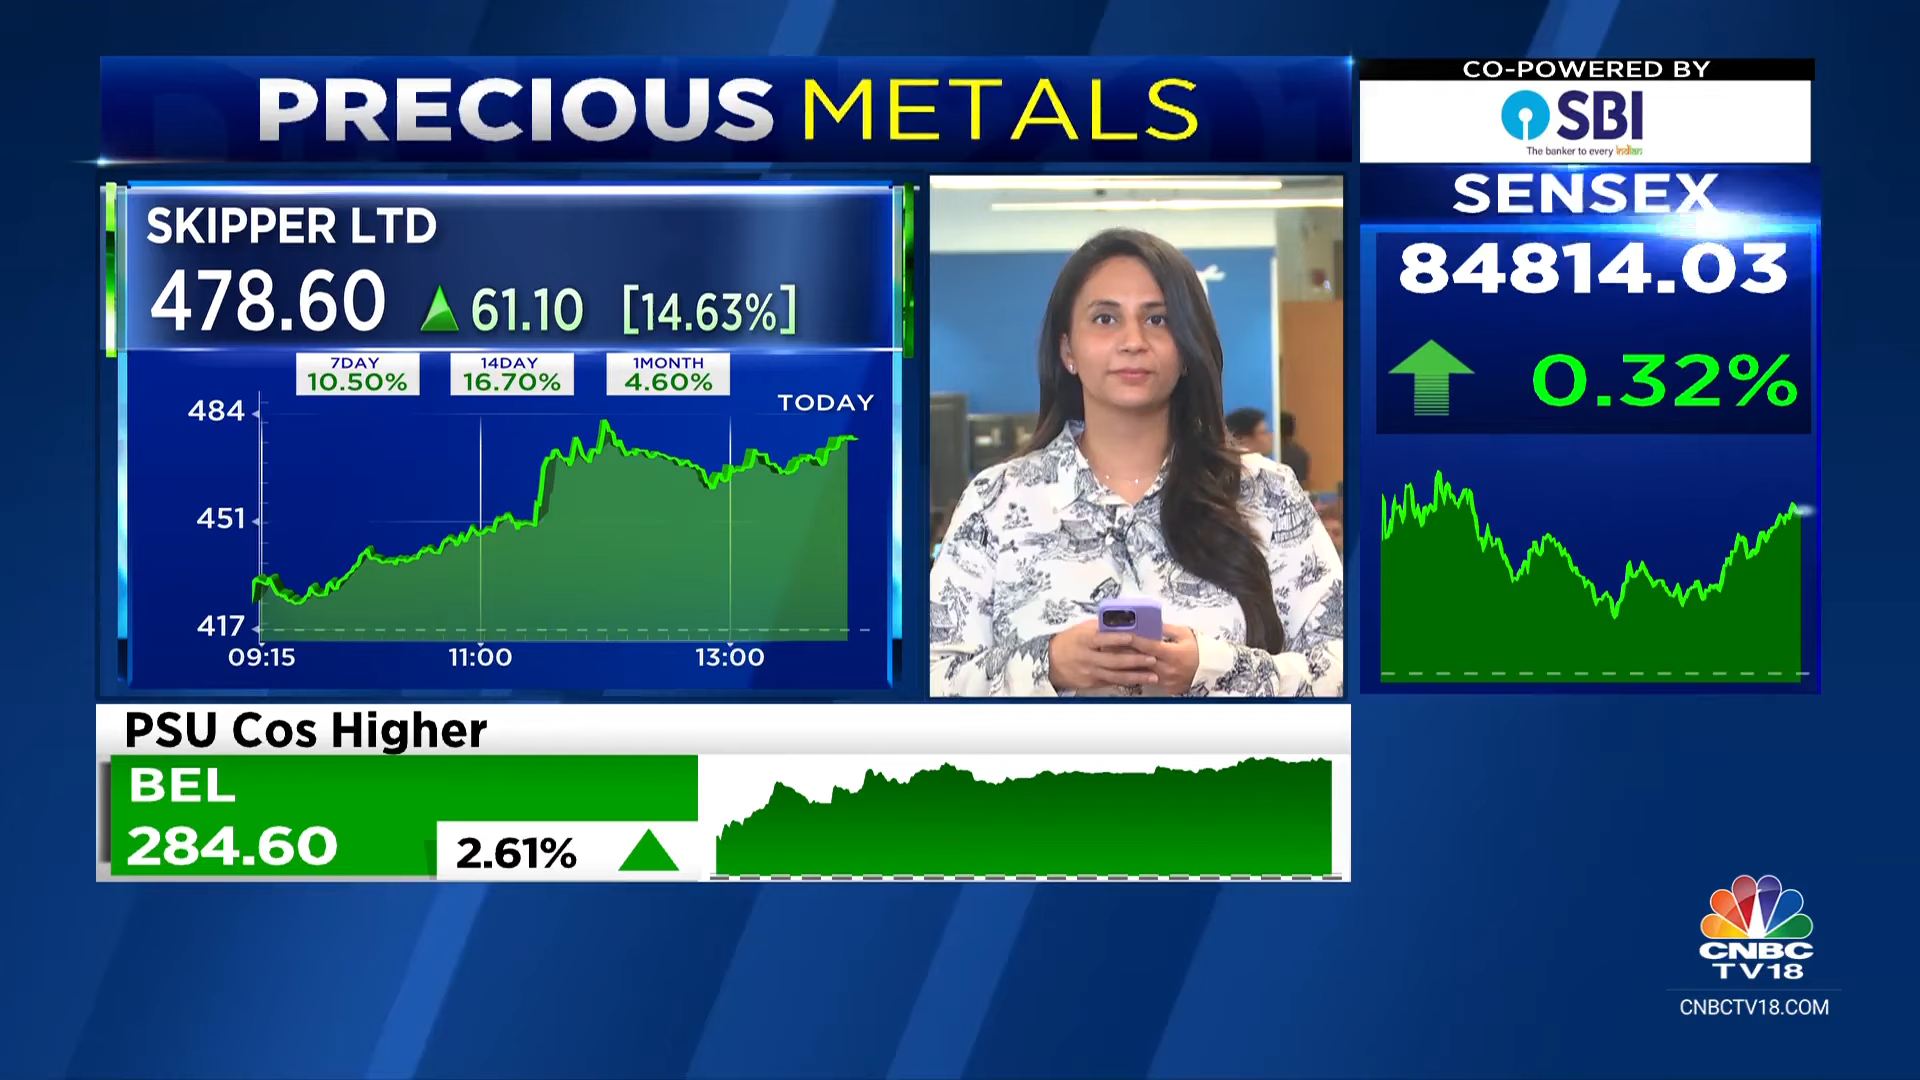 PRECIOUS METALS
CO-POWERED BY
SBI
The banker to every indian
SKIPPER LTD
478.60 ▲ 61.10 [14.63%]
7DAY
10.50%
14DAY
16.70%
1MONTH
4.60%
TODAY
484
451
417
09:15 11:00 13:00
SENSEX
84814.03
0.32%
PSU Cos Higher
BEL
284.60
2.61%
CNBC
TV18
CNBCTV18.COM